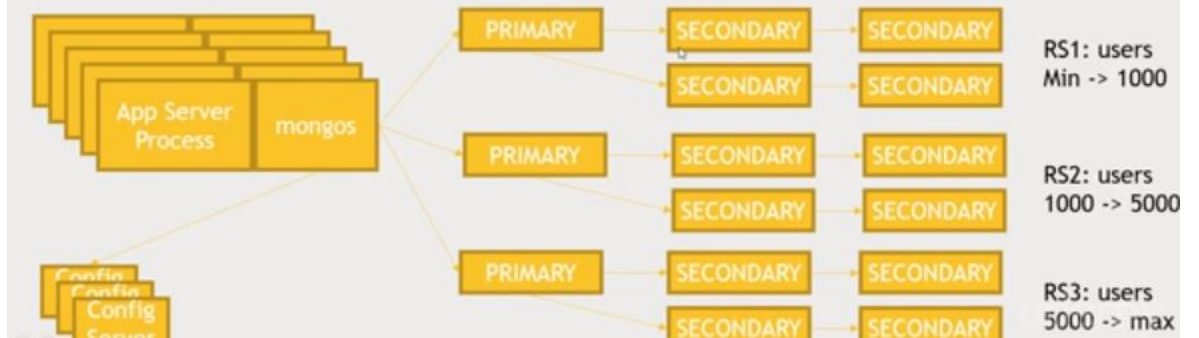 PRIMARY
SECONDARY
SECONDARY
SECONDARY
SECONDARY
RS1: users
Min -> 1000
App Server
Process
mongos
PRIMARY
SECONDARY
SECONDARY
SECONDARY
SECONDARY
RS2: users
1000 -> 5000
PRIMARY
SECONDARY
SECONDARY
SECONDARY
SECONDARY
RS3: users
5000 -> max
Config
Config
Config
Server